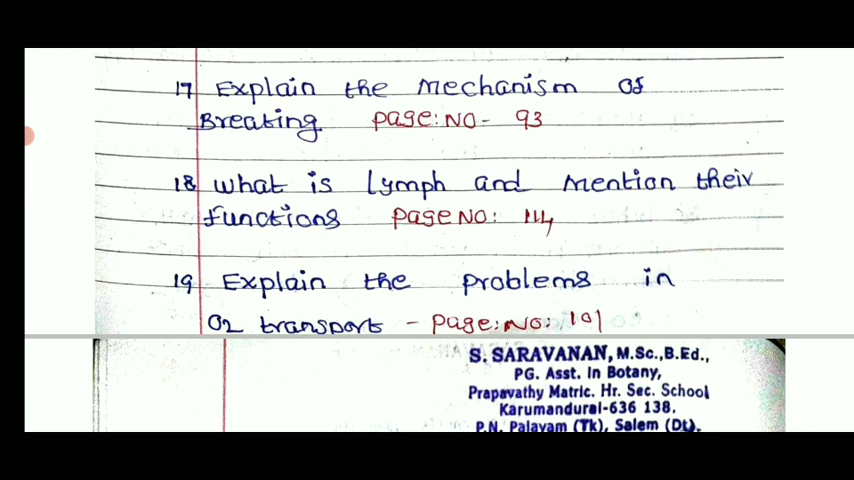 17 Explain the Mechanism of
Breating Page: No - 93
18 What is lymph and mention their
functions Page No: 114
19 Explain the problems in
O2 transport - Page: No: 101
S. SARAVANAN, M.Sc.,B.Ed.,
PG. Asst. In Botany,
Prapavathy Matric. Hr. Sec. School
Karumandurai-636 138.
P.N. Palayam (Tk), Salem (Dt).